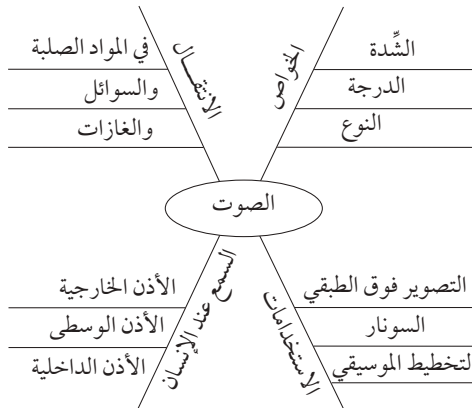 الخواص
الشِّدة
الدرجة
النوع
الانتقال
في المواد الصلبة
والسوائل
والغازات
الصوت
الاستخدامات
التصوير فوق الطبقي
السونار
لتخطيط الموسيقي
السمع عند الإنسان
الأذن الخارجية
الأذن الوسطى
الأذن الداخلية